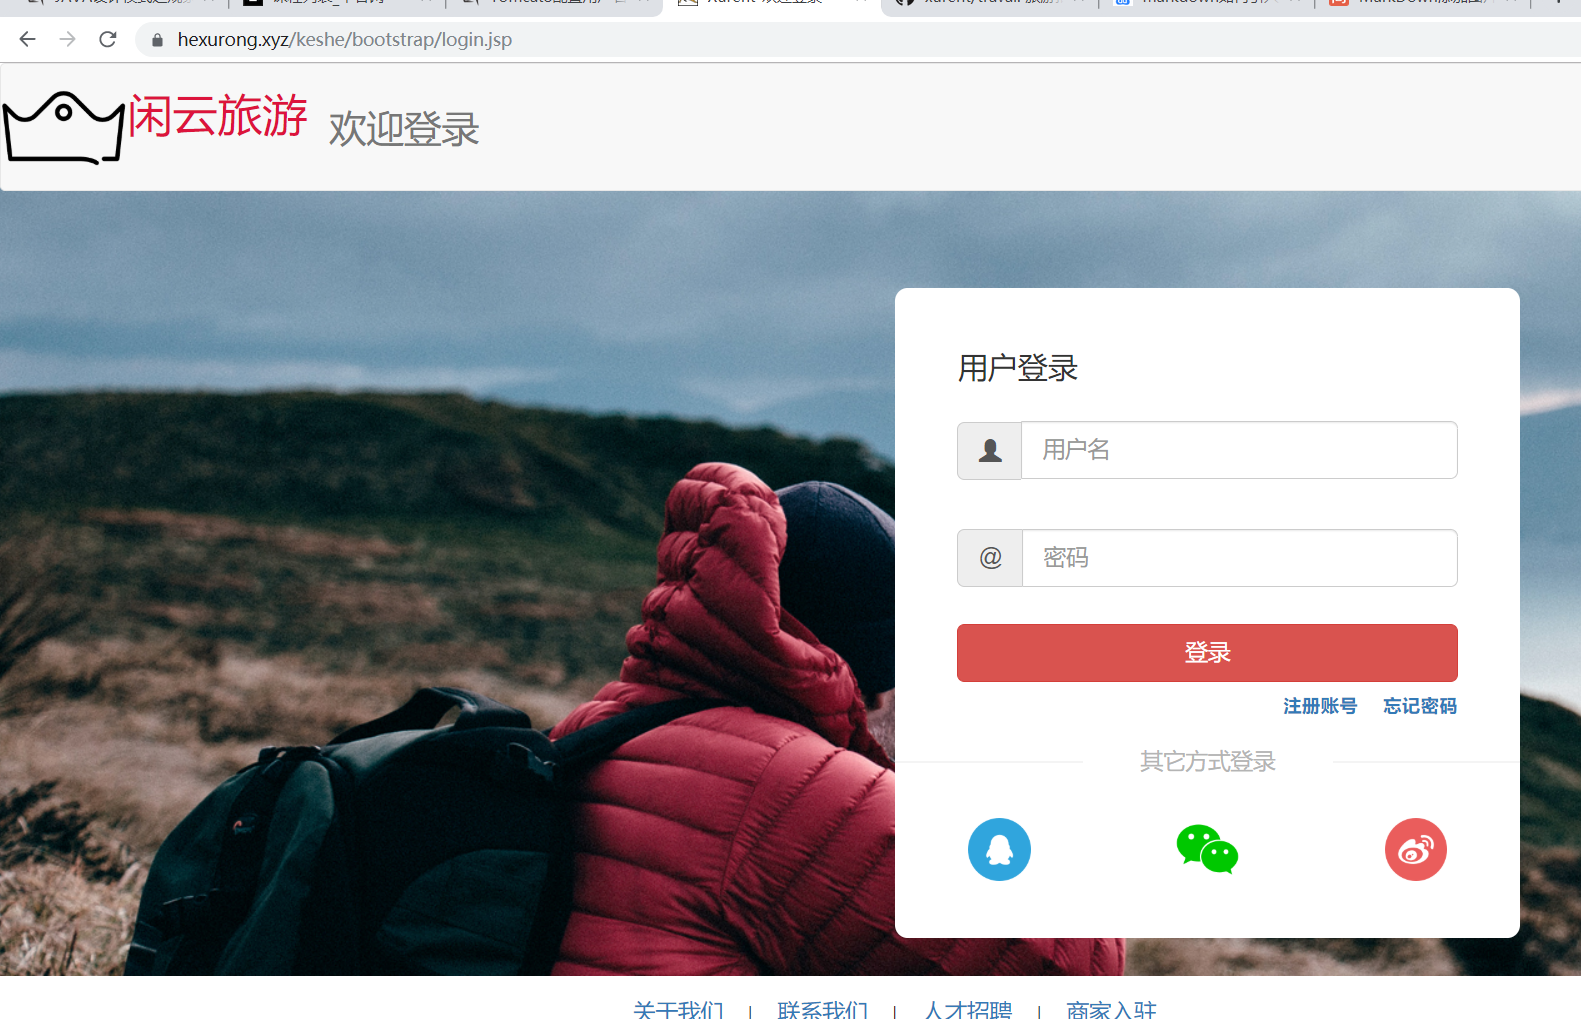 hexurong.xyz/keshe/bootstrap/login.jsp
闲云旅游 欢迎登录
用户登录
用户名
@ 密码
登录
注册账号 忘记密码
其它方式登录
关于我们 | 联系我们 | 人才招聘 | 商家入驻